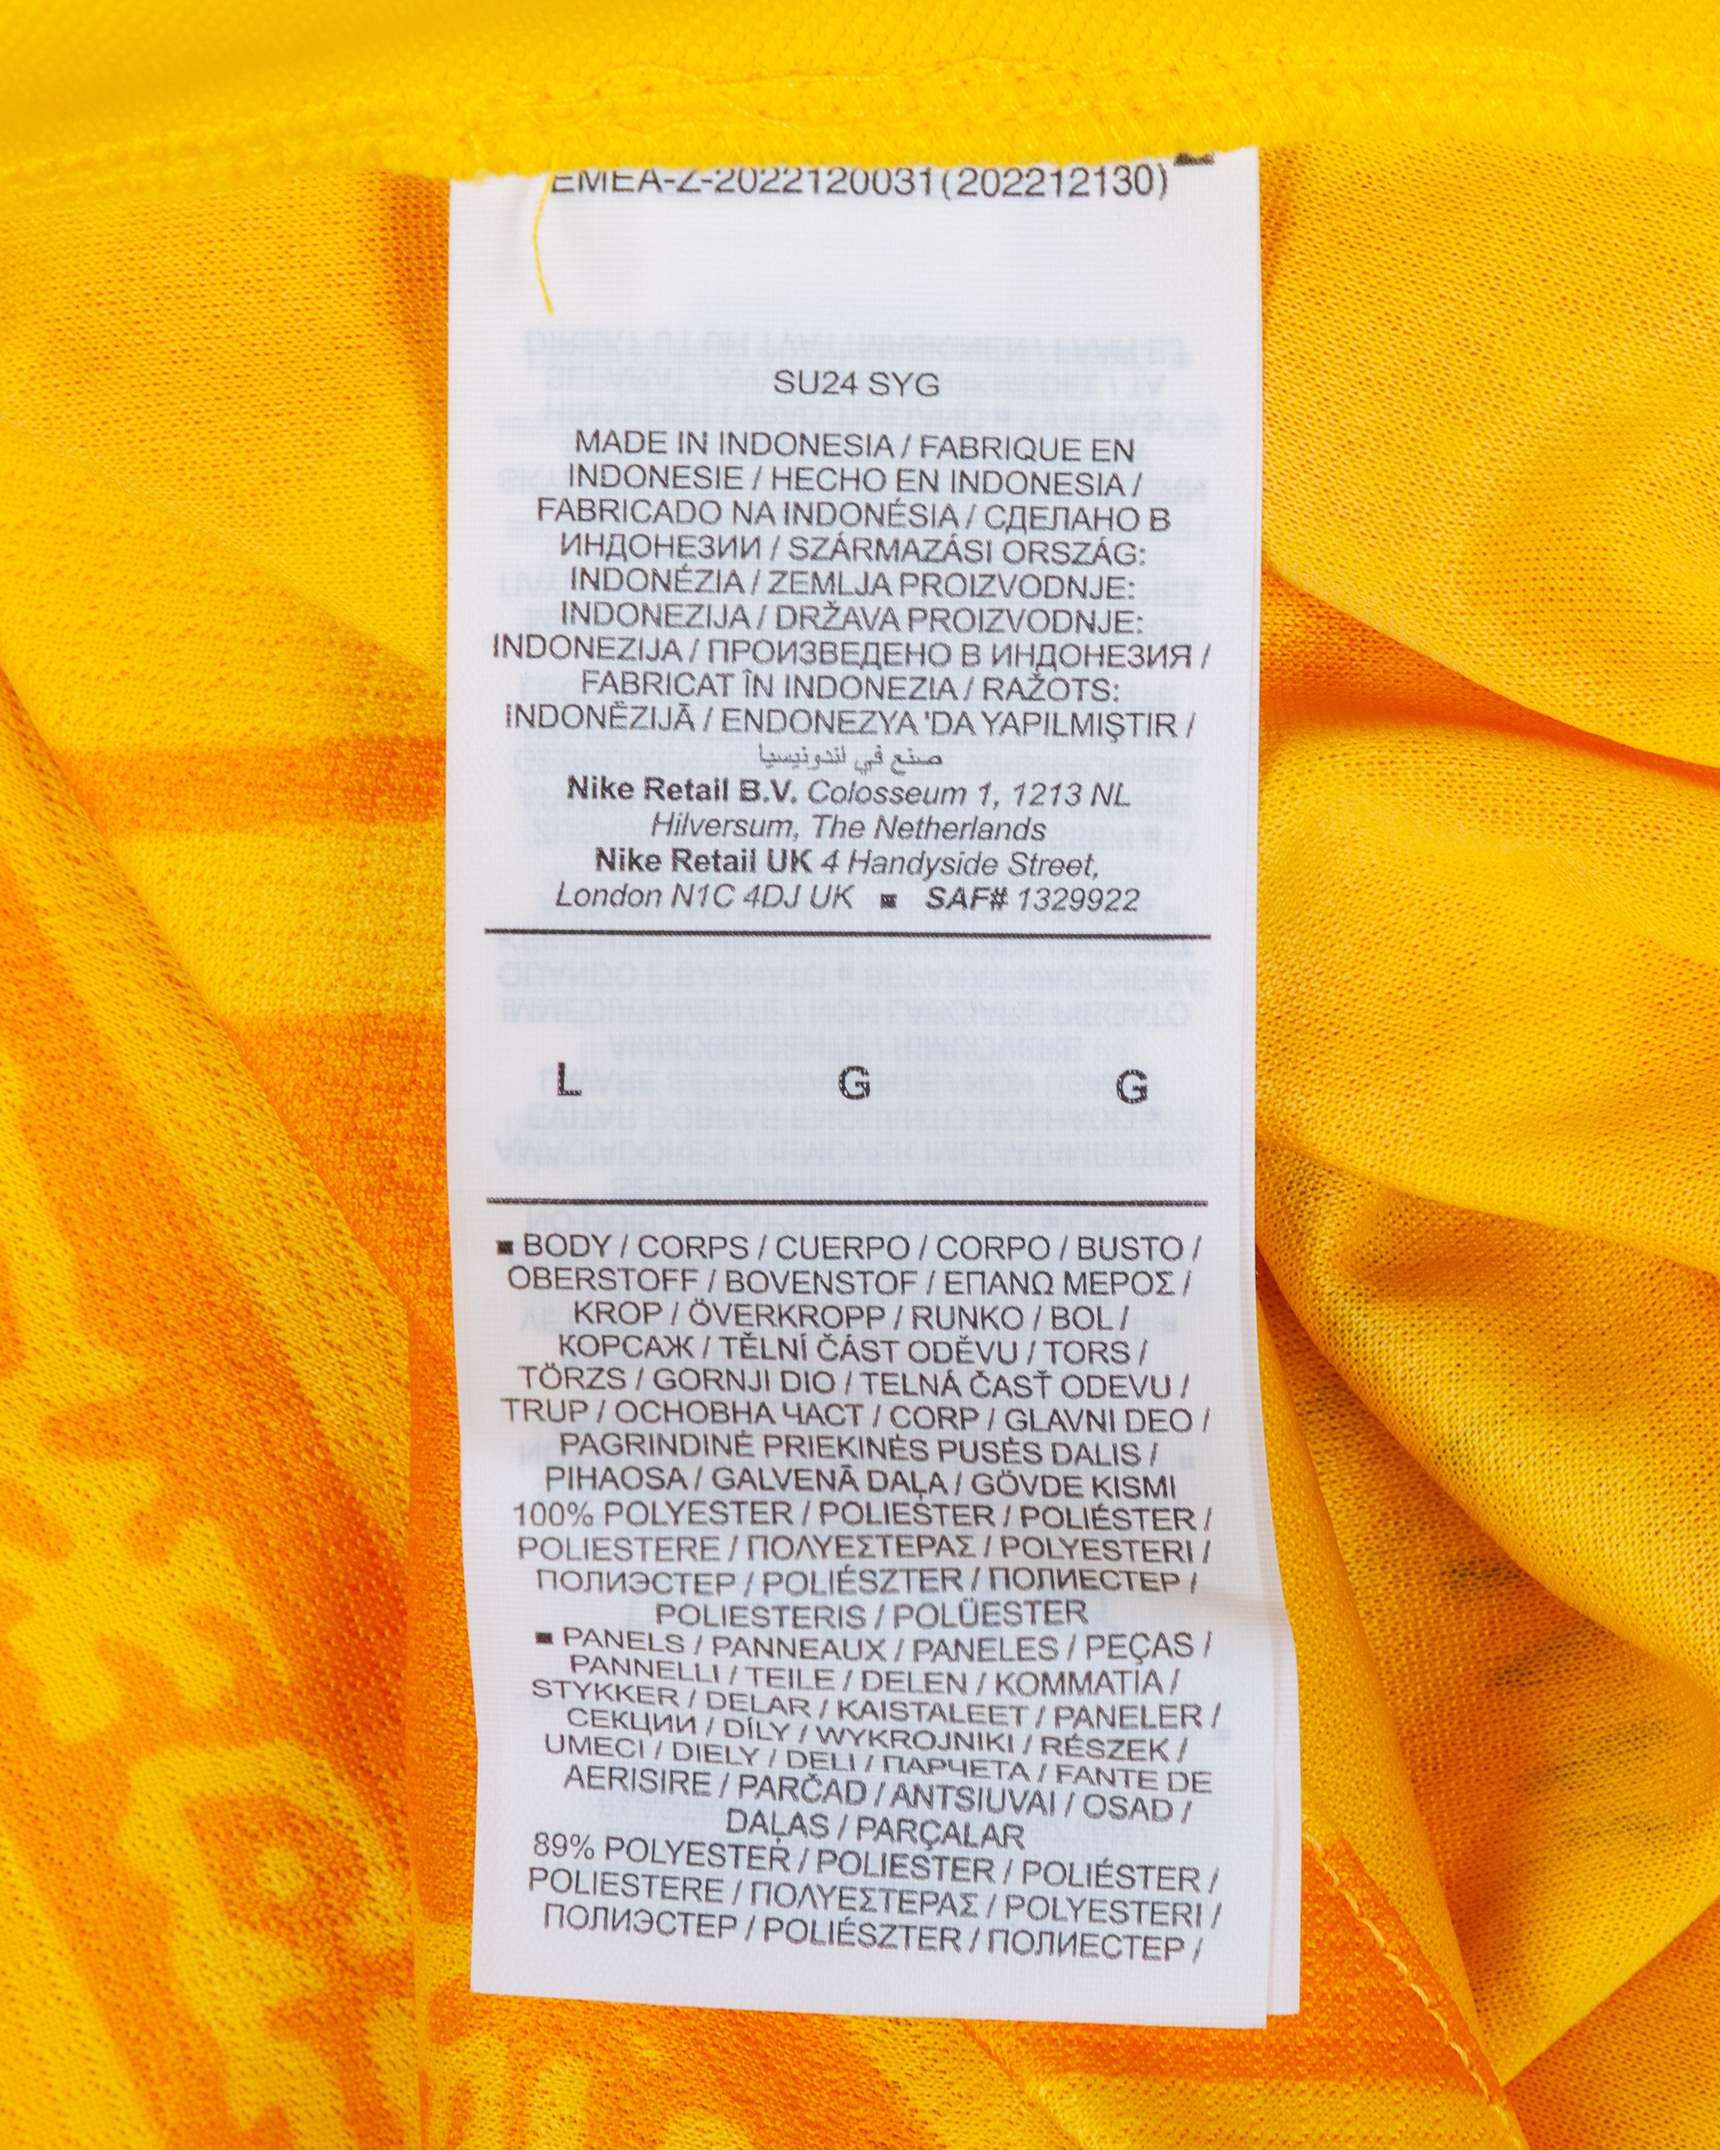 EMEA-Z-2022120031(202212130)
SU24 SYG
MADE IN INDONESIA / FABRIQUE EN
INDONESIE / HECHO EN INDONESIA /
FABRICADO NA INDONÉSIA / СДЕЛАНО В
ИНДОНЕЗИИ / SZÁRMAZÁSI ORSZÁG:
INDONÉZIA / ZEMLJA PROIZVODNJE:
INDONEZIJA / DRŽAVA PROIZVODNJE:
INDONEZIJA / ПРОИЗВЕДЕНО В ИНДОНЕЗИЯ /
FABRICAT ÎN INDONEZIA / RAŽOTS:
INDONĒZIJĀ / ENDONEZYA 'DA YAPILMIŞTIR /
صنع في اندونيسيا
Nike Retail B.V. Colosseum 1, 1213 NL
Hilversum, The Netherlands
Nike Retail UK 4 Handyside Street,
London N1C 4DJ UK ■ SAF# 1329922
L G G
■ BODY / CORPS / CUERPO / CORPO / BUSTO /
OBERSTOFF / BOVENSTOF / ΕΠΑΝΩ ΜΕΡΟΣ /
KROP / ÖVERKROPP / RUNKO / BOL /
КОРСАЖ / TĚLNÍ ČÁST ODĚVU / TORS /
TÖRZS / GORNJI DIO / TELNÁ ČASŤ ODEVU /
TRUP / ОСНОВНА ЧАСТ / CORP / GLAVNI DEO /
PAGRINDINĖ PRIEKINĖS PUSĖS DALIS /
PIHAOSA / GALVENĀ DAĻA / GÖVDE KISMI
100% POLYESTER / POLIESTER / POLIÉSTER /
POLIESTERE / ΠΟΛΥΕΣΤΕΡΑΣ / POLYESTERI /
ПОЛИЭСТЕР / POLIÉSZTER / ПОЛИЕСТЕР /
POLIESTERIS / POLÜESTER
■ PANELS / PANNEAUX / PANELES / PEÇAS /
PANNELLI / TEILE / DELEN / ΚΟΜΜΑΤΙΑ /
STYKKER / DELAR / KAISTALEET / PANELER /
СЕКЦИИ / DÍLY / WYKROJNIKI / RÉSZEK /
UMECI / DIELY / DELI / ПАРЧЕТА / FANTE DE
AERISIRE / PARČAD / ANTSIUVAI / OSAD /
DAĻAS / PARÇALAR
89% POLYESTER / POLIESTER / POLIÉSTER /
POLIESTERE / ΠΟΛΥΕΣΤΕΡΑΣ / POLYESTERI /
ПОЛИЭСТЕР / POLIÉSZTER / ПОЛИЕСТЕР /